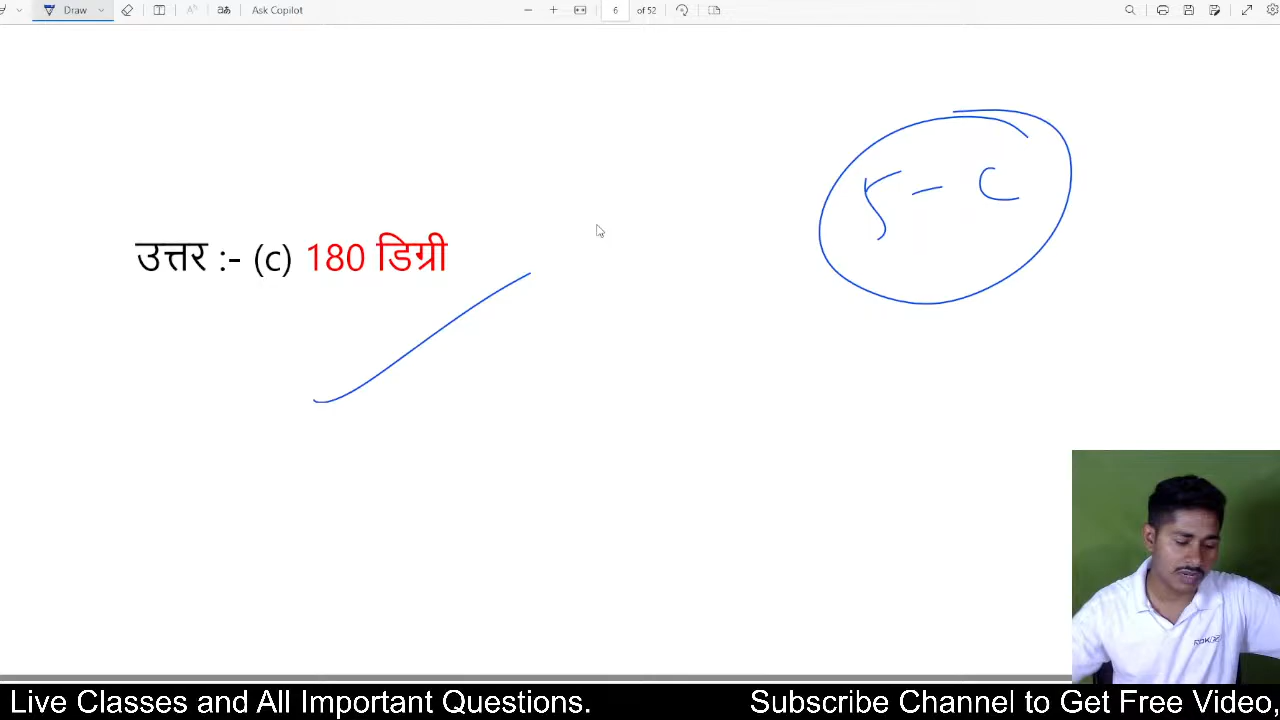 Draw
Ask Copilot
6 of 52
5 - C
उत्तर :- (c) 180 डिग्री
Live Classes and All Important Questions. Subscribe Channel to Get Free Video,